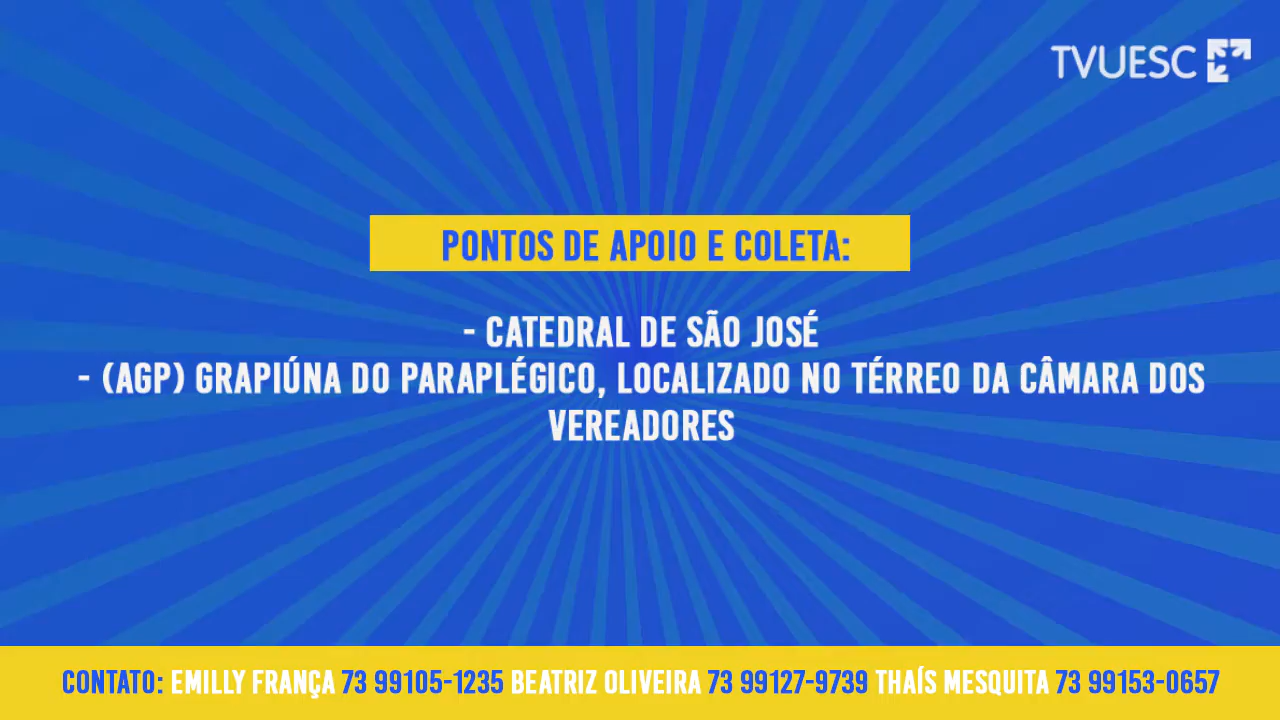 TVUESC
PONTOS DE APOIO E COLETA:
- CATEDRAL DE SÃO JOSÉ
- (AGP) GRAPIÚNA DO PARAPLÉGICO, LOCALIZADO NO TÉRREO DA CÂMARA DOS
VEREADORES
CONTATO: EMILLY FRANÇA 73 99105-1235 BEATRIZ OLIVEIRA 73 99127-9739 THAÍS MESQUITA 73 99153-0657